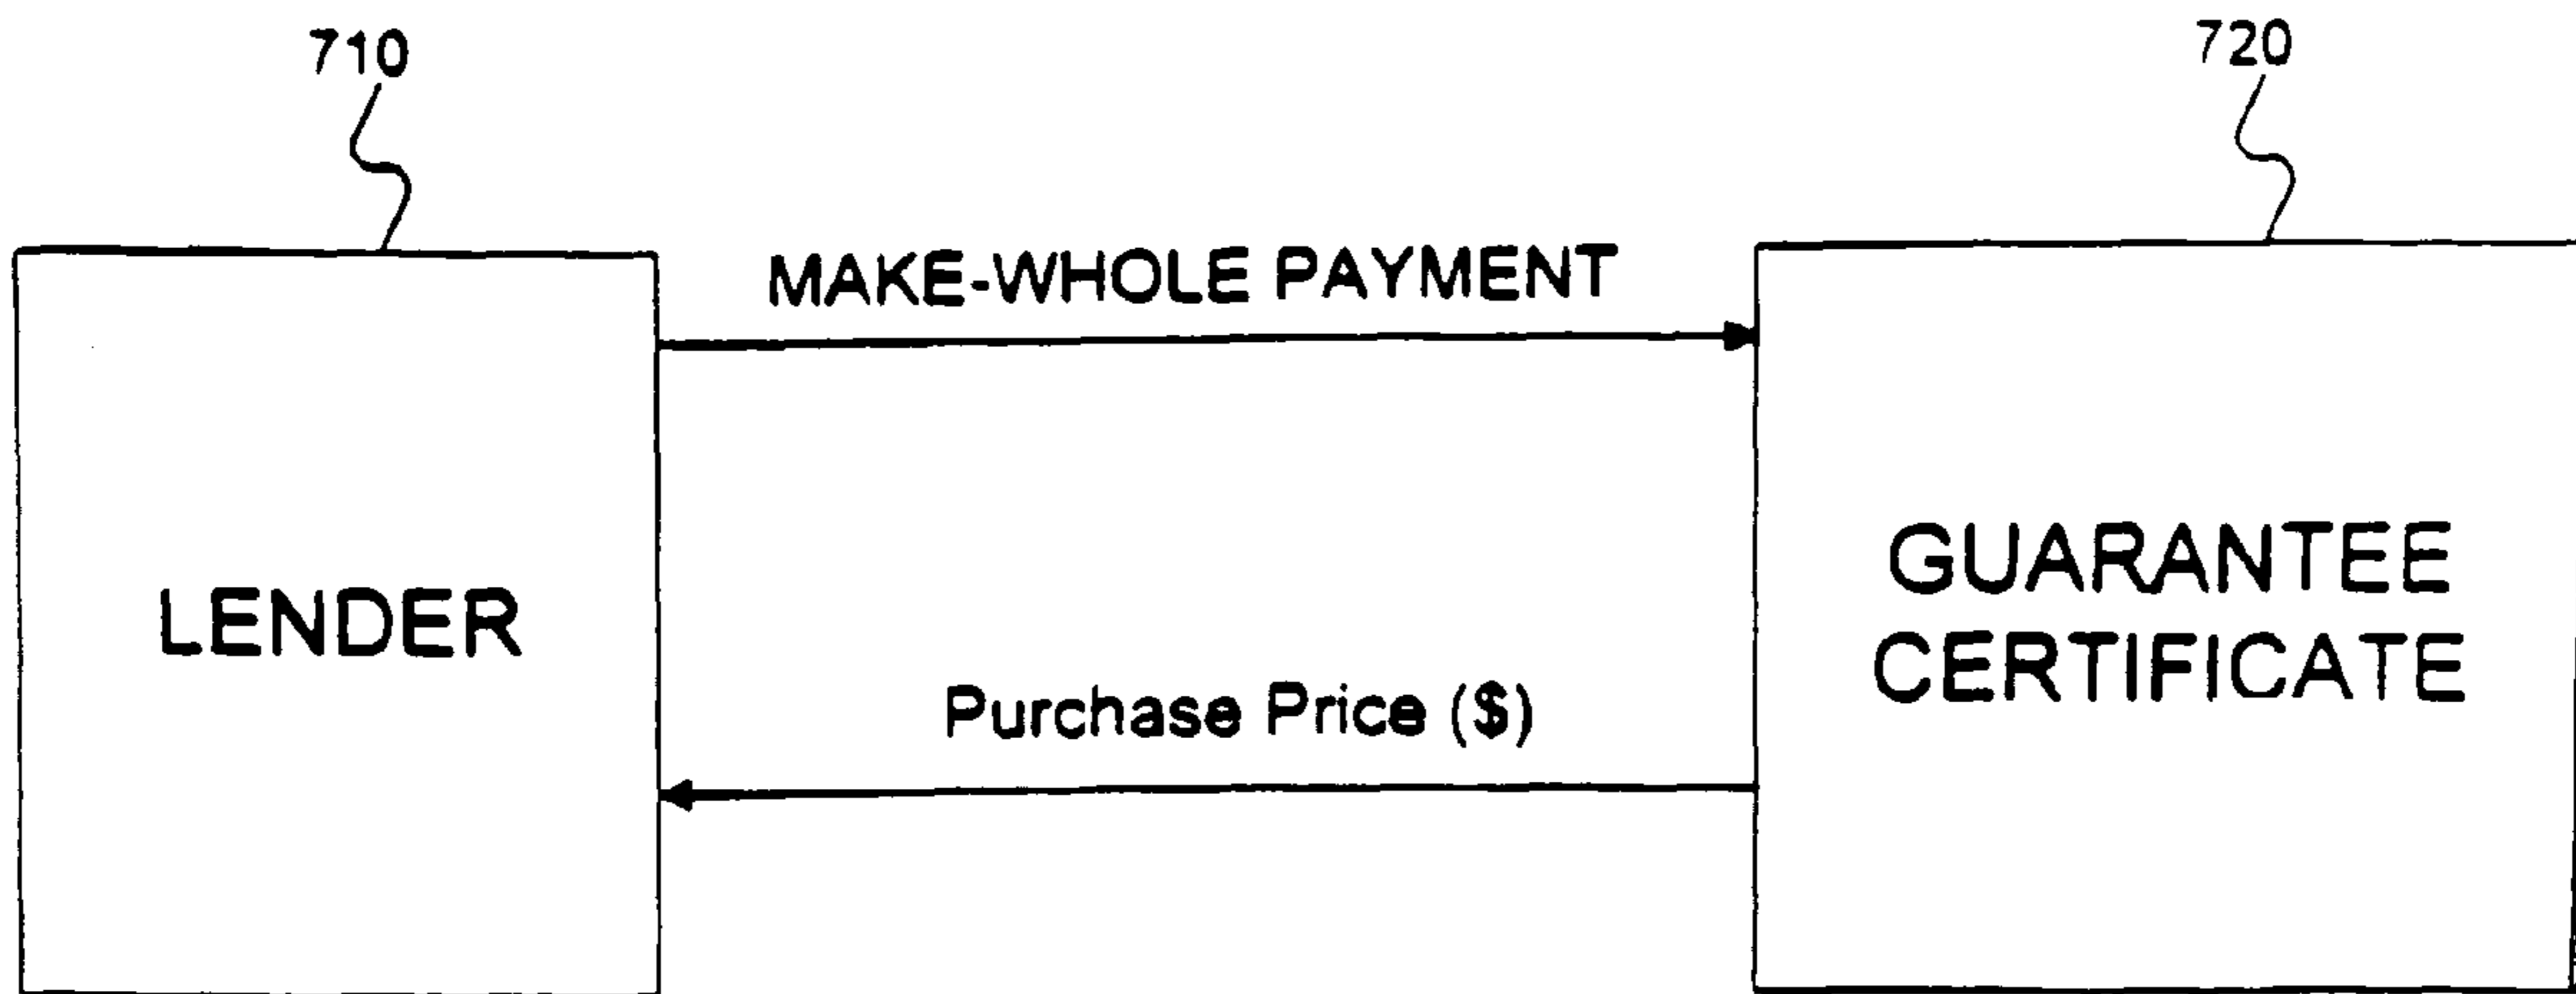 710
720
MAKE-WHOLE PAYMENT
LENDER
GUARANTEE
CERTIFICATE
Purchase Price ($)